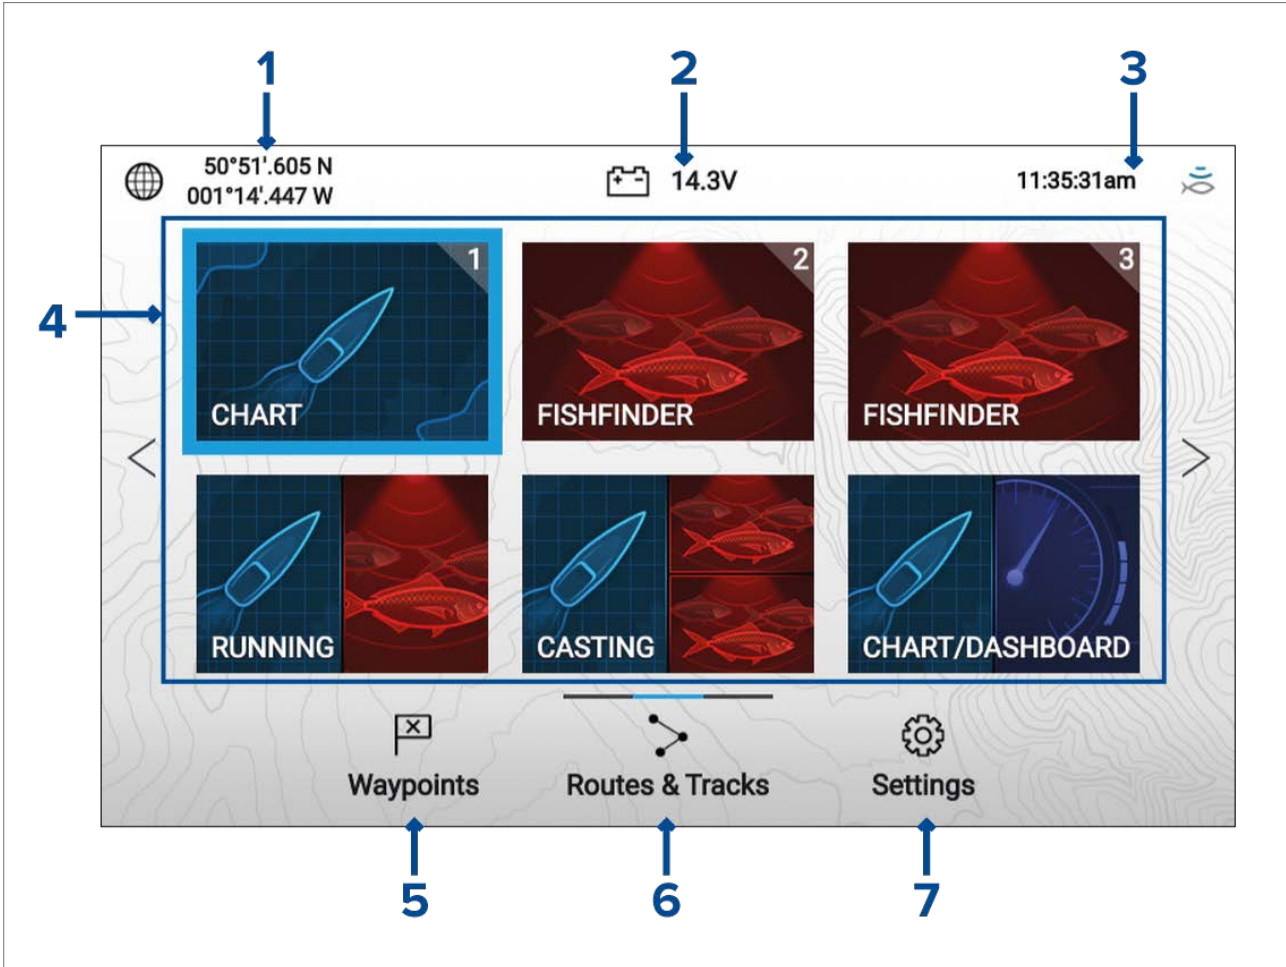 1
2
3
50°51'.605 N
001°14'.447 W
14.3V
11:35:31am
4
1
CHART
2
FISHFINDER
3
FISHFINDER
RUNNING
CASTING
CHART/DASHBOARD
Waypoints
Routes & Tracks
Settings
5
6
7